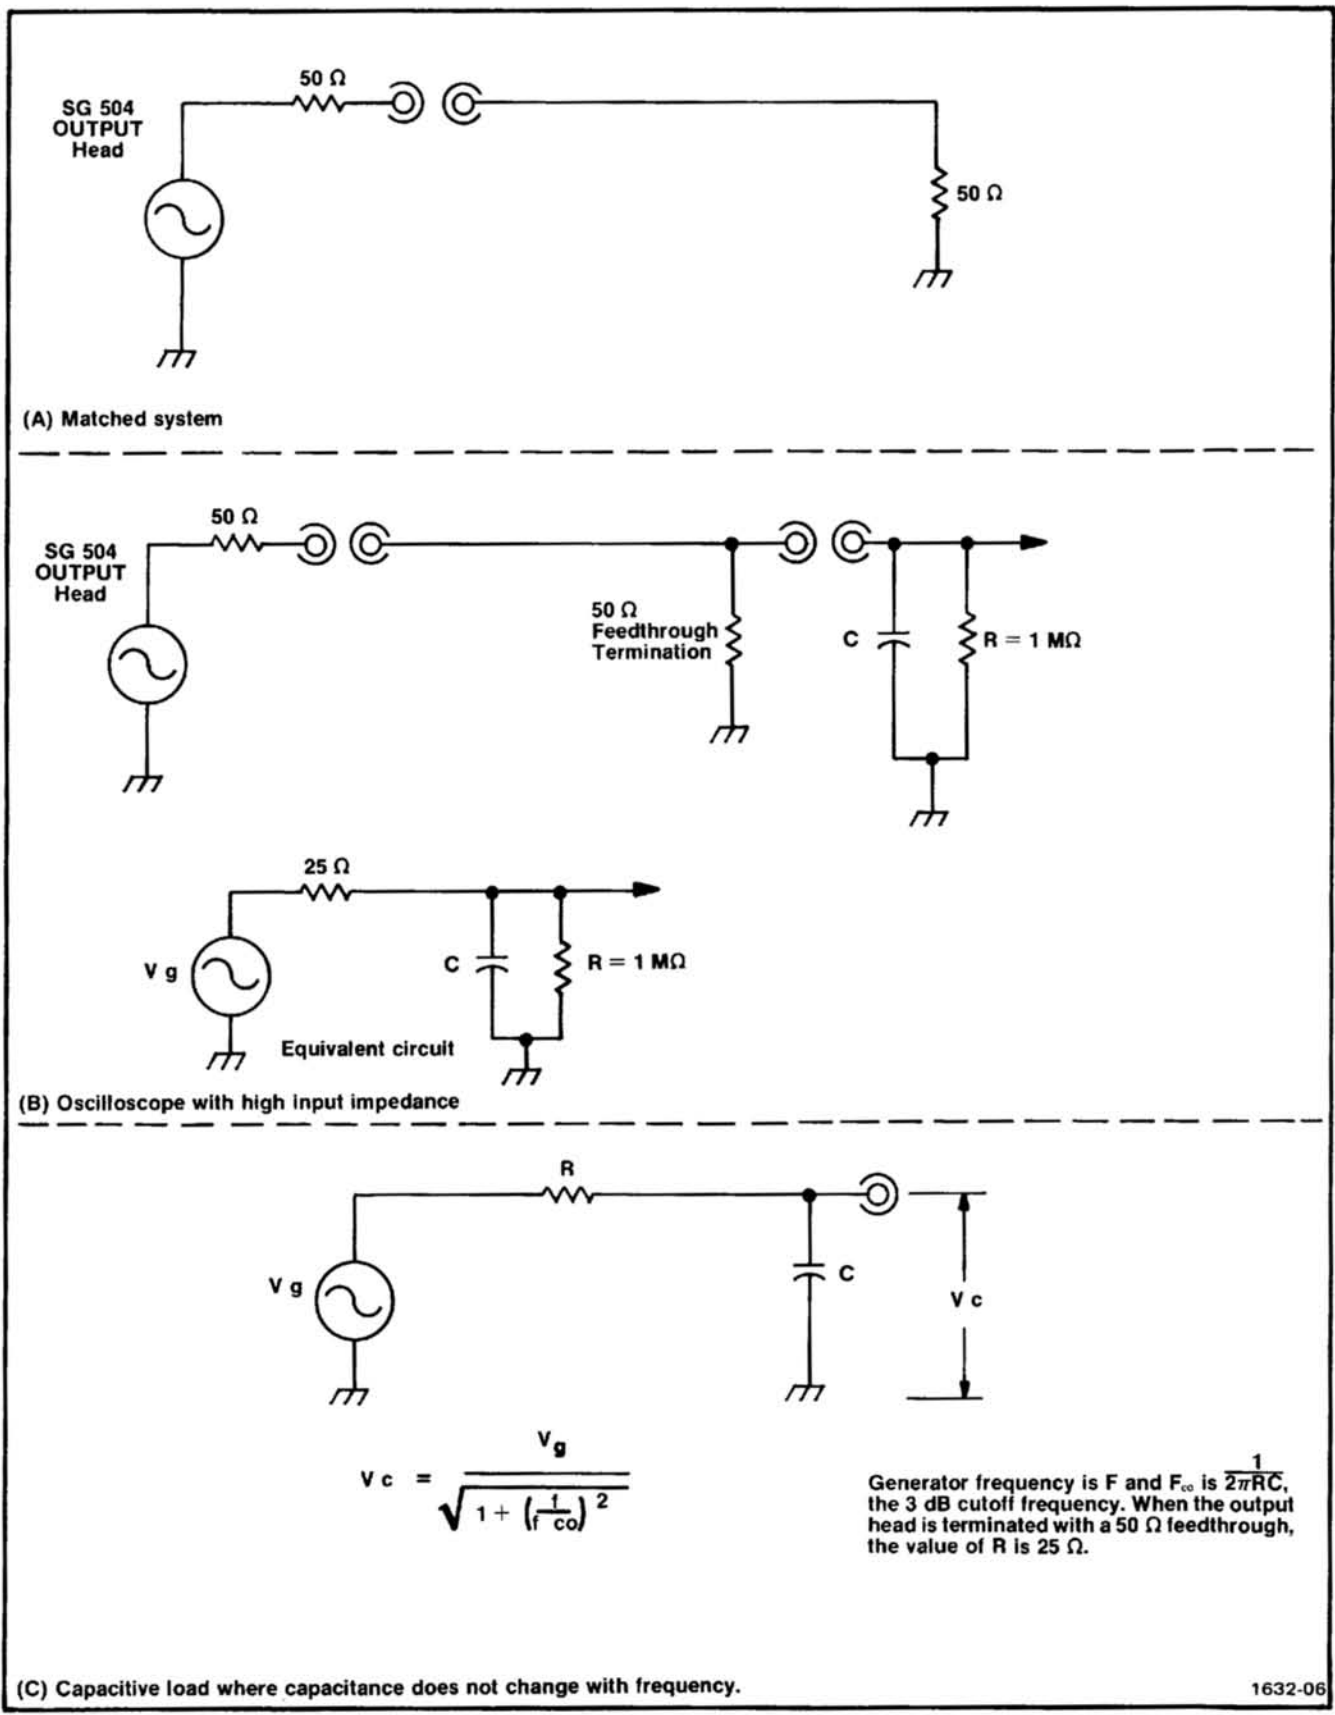 50 Ω
SG 504
OUTPUT
Head
50 Ω
(A) Matched system
50 Ω
SG 504
OUTPUT
Head
50 Ω
Feedthrough
Termination
C
R = 1 MΩ
25 Ω
V g
C
R = 1 MΩ
Equivalent circuit
(B) Oscilloscope with high input impedance
R
V g
C
V c
V c = Vg / √(1 + (f / f co)²)
Generator frequency is F and Fco is 1/2πRC,
the 3 dB cutoff frequency. When the output
head is terminated with a 50 Ω feedthrough,
the value of R is 25 Ω.
(C) Capacitive load where capacitance does not change with frequency.
1632-06